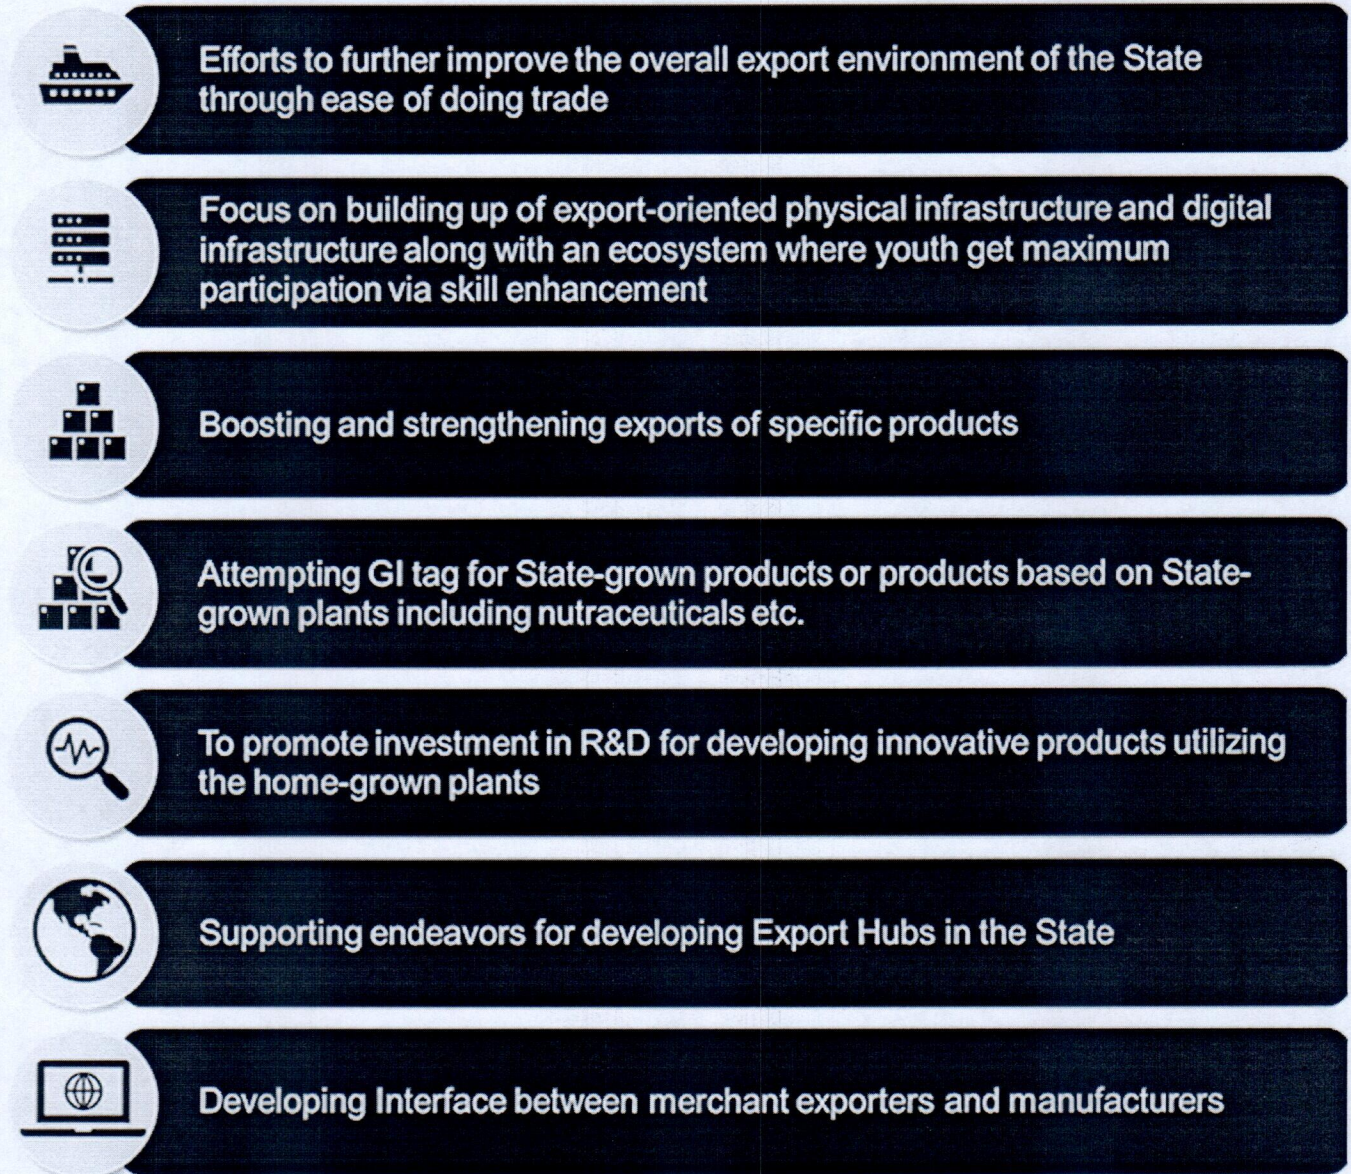 Efforts to further improve the overall export environment of the State
through ease of doing trade
Focus on building up of export-oriented physical infrastructure and digital
infrastructure along with an ecosystem where youth get maximum
participation via skill enhancement
Boosting and strengthening exports of specific products
Attempting GI tag for State-grown products or products based on State-
grown plants including nutraceuticals etc.
To promote investment in R&D for developing innovative products utilizing
the home-grown plants
Supporting endeavors for developing Export Hubs in the State
Developing Interface between merchant exporters and manufacturers